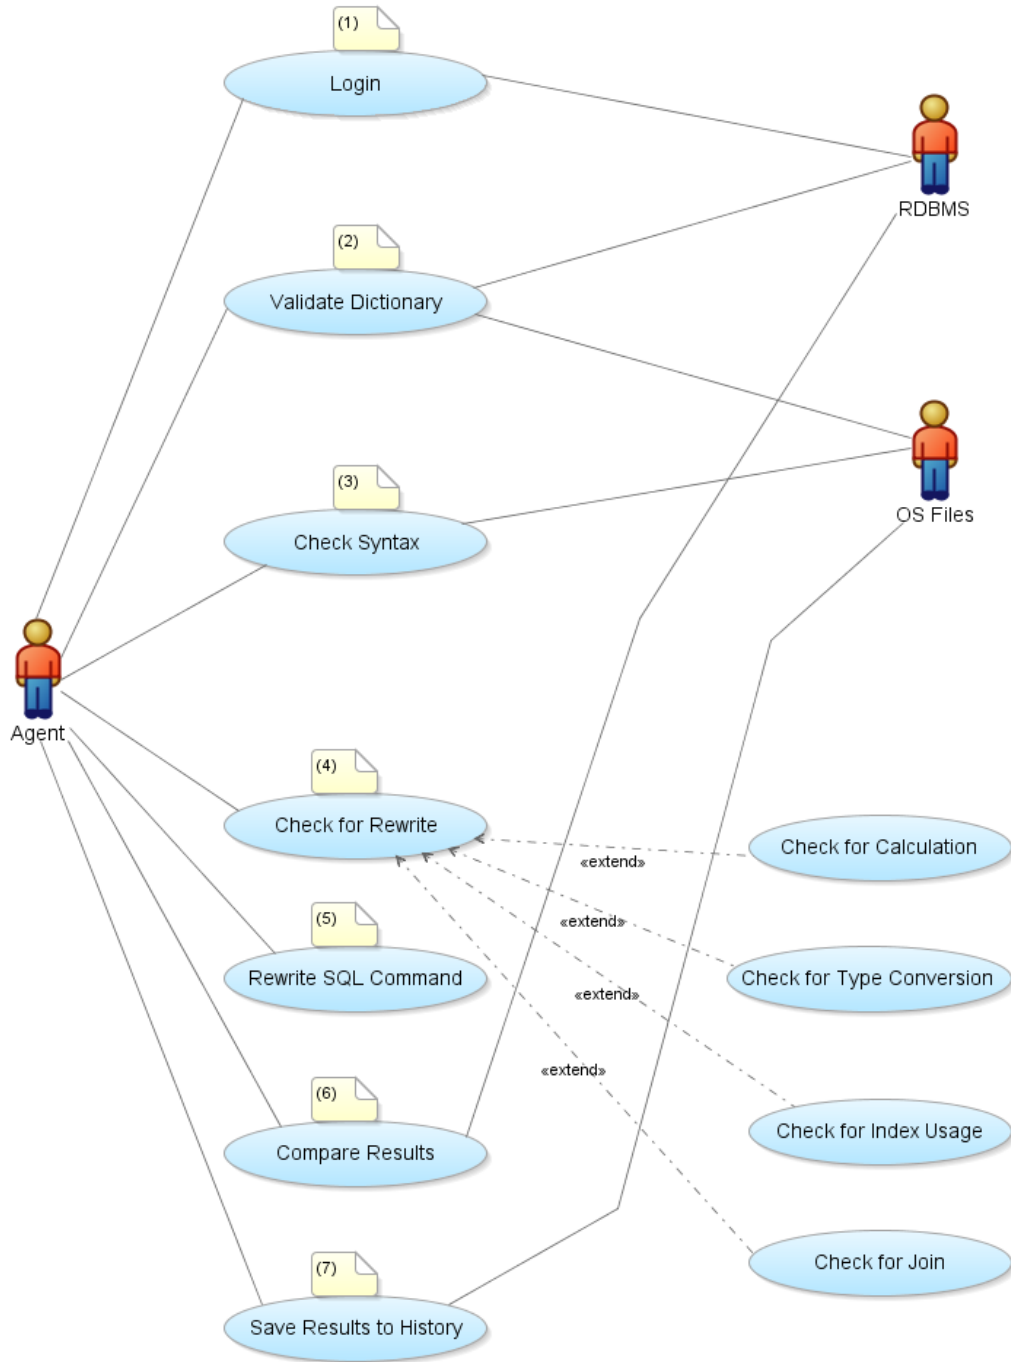 (1)
Login
RDBMS
(2)
Validate Dictionary
(3)
Check Syntax
OS Files
Agent
(4)
Check for Rewrite
Check for Calculation
«extend»
(5)
«extend»
Rewrite SQL Command
Check for Type Conversion
«extend»
«extend»
(6)
Compare Results
Check for Index Usage
(7)
Check for Join
Save Results to History